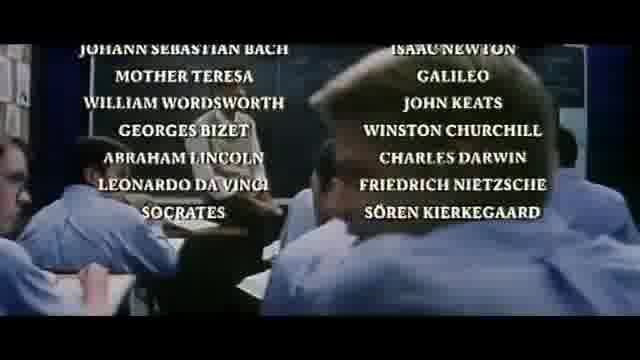 JOHANN SEBASTIAN BACH ISAAC NEWTON
MOTHER TERESA GALILEO
WILLIAM WORDSWORTH JOHN KEATS
GEORGES BIZET WINSTON CHURCHILL
ABRAHAM LINCOLN CHARLES DARWIN
LEONARDO DA VINCI FRIEDRICH NIETZSCHE
SOCRATES SÖREN KIERKEGAARD